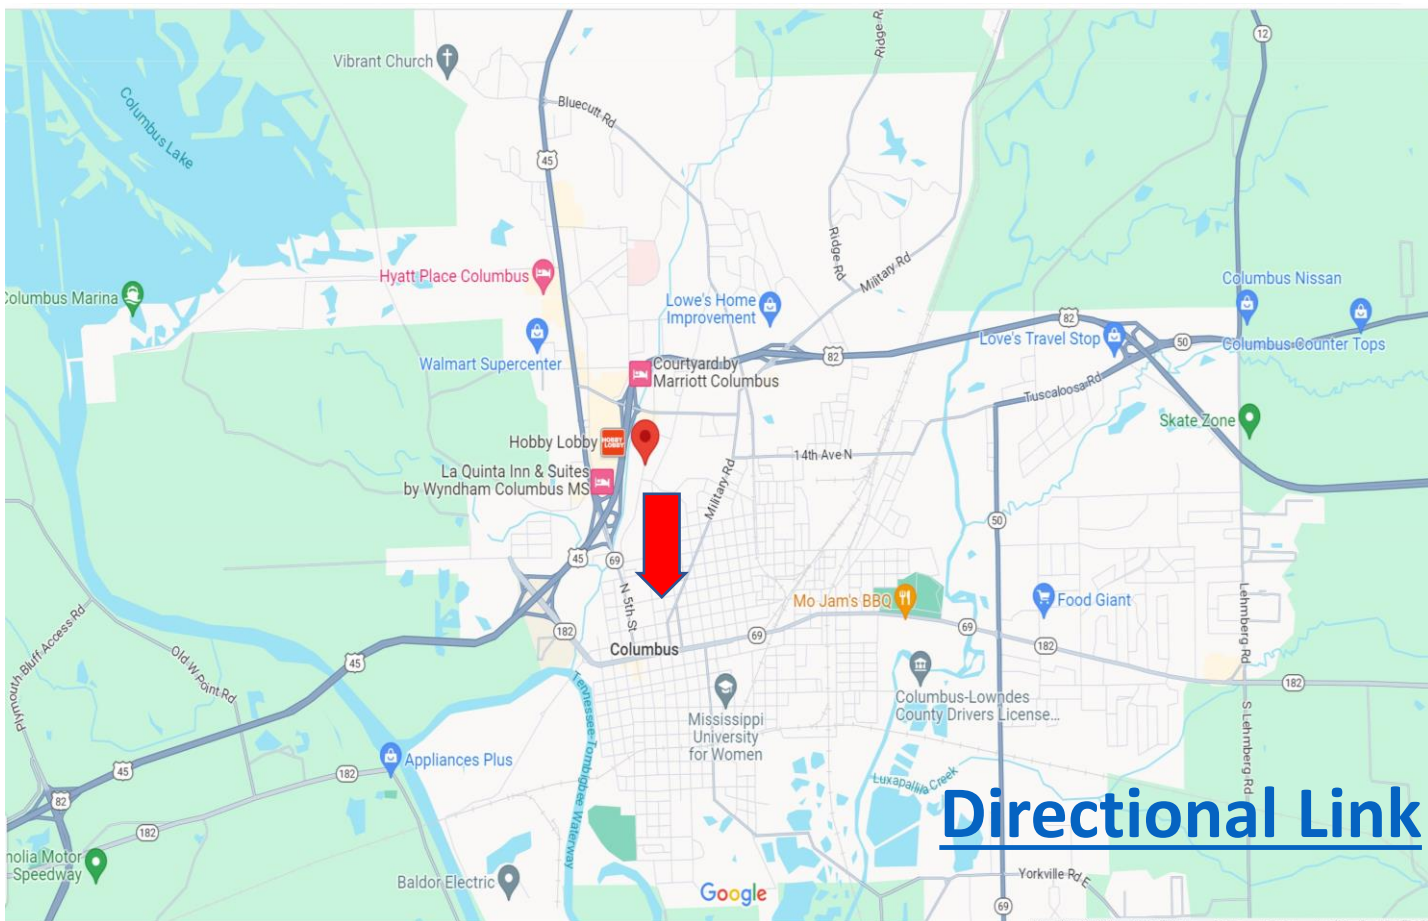 12
Ridge Rd
Vibrant Church
Columbus Lake
Bluecutt Rd
45
Ridge Rd
Military Rd
Hyatt Place Columbus
Columbus Marina
Columbus Nissan
Lowe's Home
Improvement
82
Love's Travel Stop
50
Columbus Counter Tops
Walmart Supercenter
82
Courtyard by
Marriott Columbus
Tuscaloosa Rd
Skate Zone
Hobby Lobby
HOBBY
LOBBY
14th Ave N
La Quinta Inn & Suites
by Wyndham Columbus MS
Military Rd
50
45
69
N 5th St
Mo Jam's BBQ
Food Giant
Lehmberg Rd
Plymouth Bluff Access Rd
Old W Point Rd
182
69
69
182
Columbus
45
182
Tennessee-Tombigbee Waterway
Mississippi
University
for Women
Columbus-Lowndes
County Drivers License...
S Lehmberg Rd
Appliances Plus
45
182
82
182
Luxapallila Creek
Directional Link
nolia Motor
Speedway
Baldor Electric
Google
Yorkville Rd E
69